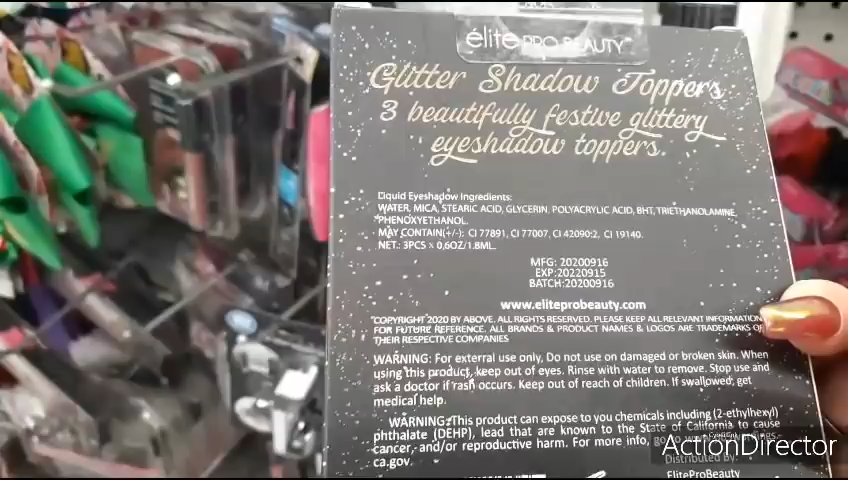 élite PRO BEAUTY
Glitter Shadow Toppers
3 beautifully festive glittery
eyeshadow toppers.
Liquid Eyeshadow Ingredients:
WATER, MICA, STEARIC ACID, GLYCERIN, POLYACRYLIC ACID, BHT, TRIETHANOLAMINE,
PHENOXYETHANOL.
MAY CONTAIN(+/-): CI 77891, CI 77007, CI 42090:2, CI 19140.
NET.: 3PCS x 0,6OZ/1.8ML.
MFG: 20200916
EXP:20220915
BATCH:20200916
www.eliteprobeauty.com
COPYRIGHT 2020 BY ABOVE. ALL RIGHTS RESERVED. PLEASE KEEP ALL RELEVANT INFORMATION
FOR FUTURE REFERENCE. ALL BRANDS & PRODUCT NAMES & LOGOS ARE TRADEMARKS OF
THEIR RESPECTIVE COMPANIES
WARNING: For exterral use only, Do not use on damaged or broken skin. When
using this product, keep out of eyes. Rinse with water to remove. Stop use and
ask a doctor if rash occurs. Keep out of reach of children. If swallowed, get
medical help.
WARNING: This product can expose to you chemicals including (2-ethylhexyl)
phthalate (DEHP), lead that are known to the State of California to cause
cancer, and/or reproductive harm. For more info,
ca.gov.
Distributed By:
EliteProBeauty
ActionDirector